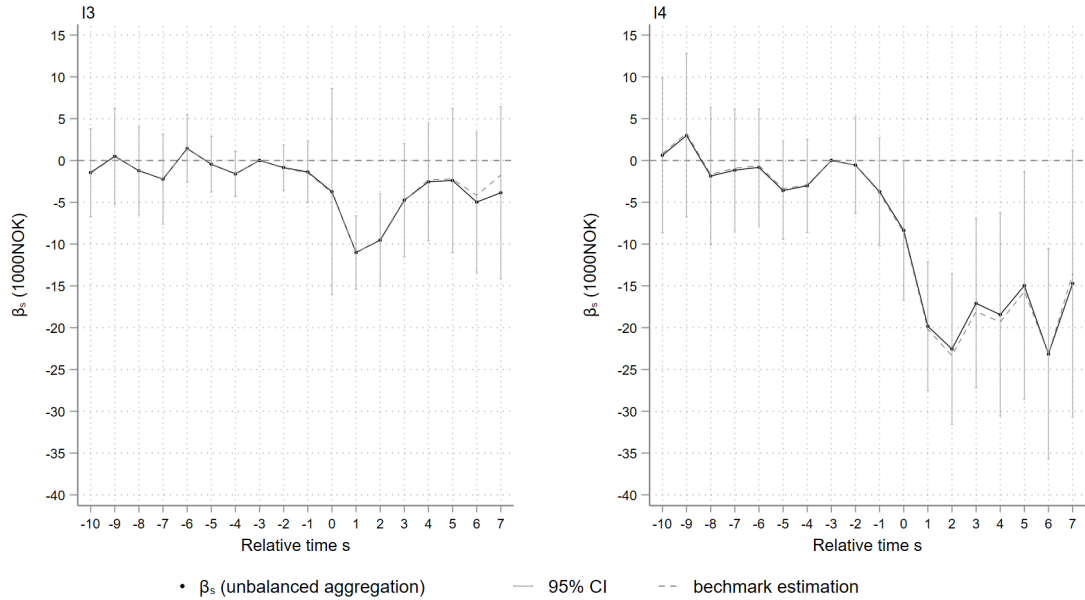 I3
15
10
5
0
-5
-10
-15
-20
-25
-30
-35
-40
βₛ (1000NOK)
-10 -9 -8 -7 -6 -5 -4 -3 -2 -1 0 1 2 3 4 5 6 7
Relative time s
I4
15
10
5
0
-5
-10
-15
-20
-25
-30
-35
-40
βₛ (1000NOK)
-10 -9 -8 -7 -6 -5 -4 -3 -2 -1 0 1 2 3 4 5 6 7
Relative time s
βₛ (unbalanced aggregation) 95% CI bechmark estimation